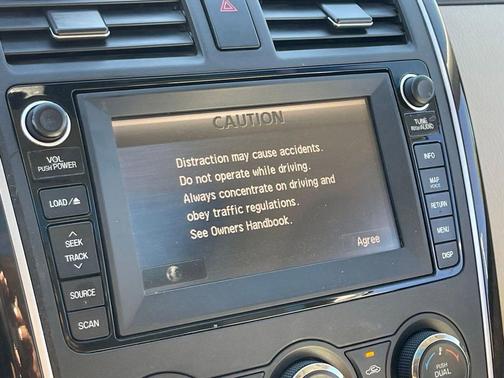 CAUTION
Distraction may cause accidents.
Do not operate while driving.
Always concentrate on driving and
obey traffic regulations.
See Owners Handbook.
Agree
VOL
PUSH POWER
LOAD/⏏
SEEK
TRACK
SOURCE
SCAN
TUNE
PUSH AUDIO
INFO
MAP
VOICE
RETURN
MENU
DISP
PUSH
DUAL